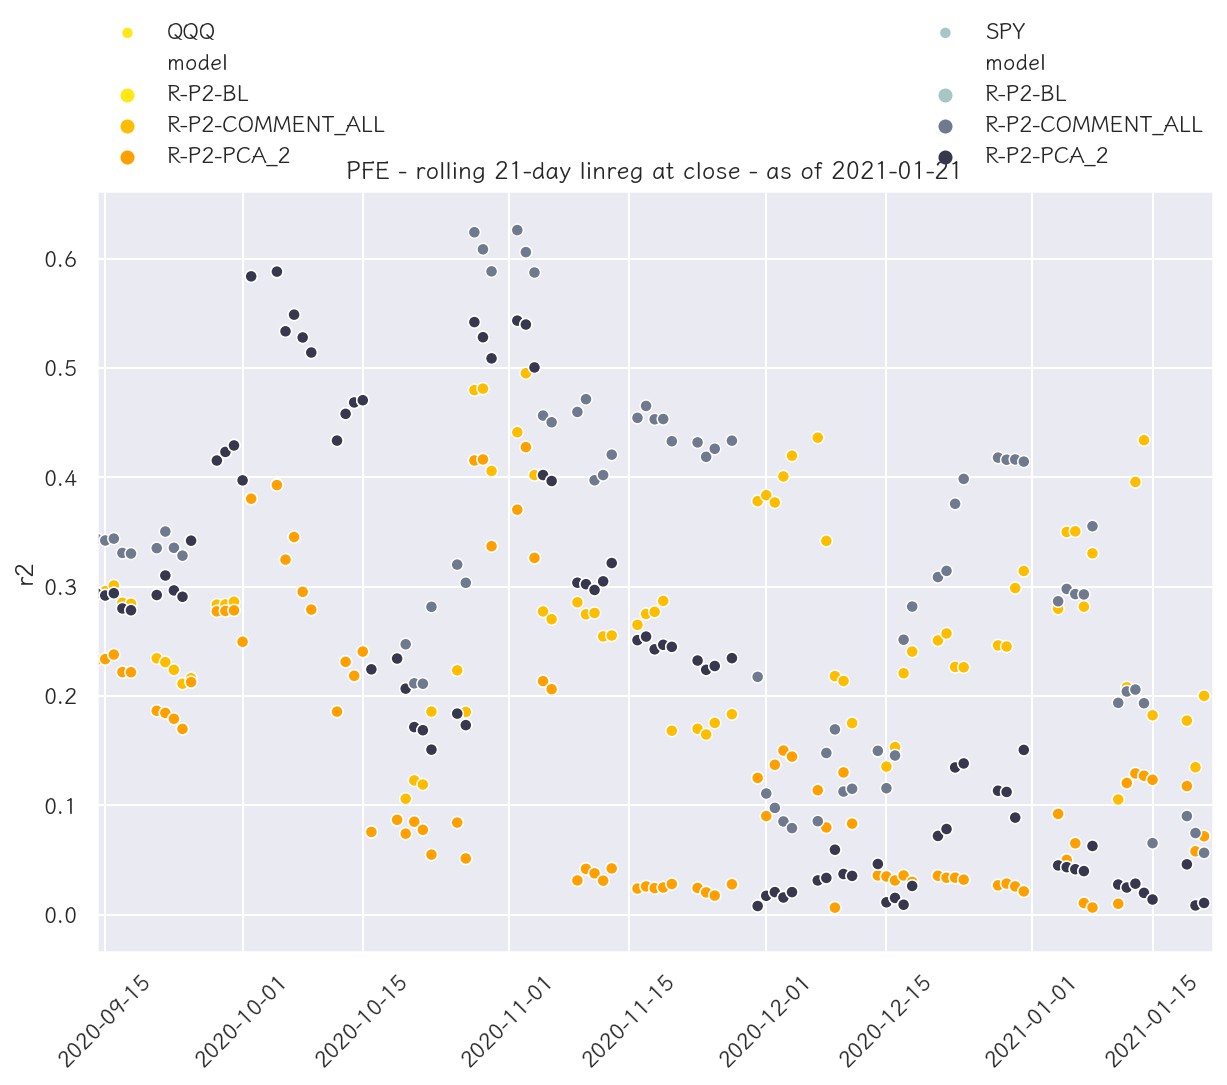 QQQ
model
R-P2-BL
R-P2-COMMENT_ALL
R-P2-PCA_2
SPY
model
R-P2-BL
R-P2-COMMENT_ALL
R-P2-PCA_2
PFE - rolling 21-day linreg at close - as of 2021-01-21
r2
0.6
0.5
0.4
0.3
0.2
0.1
0.0
2020-09-15
2020-10-01
2020-10-15
2020-11-01
2020-11-15
2020-12-01
2020-12-15
2021-01-01
2021-01-15